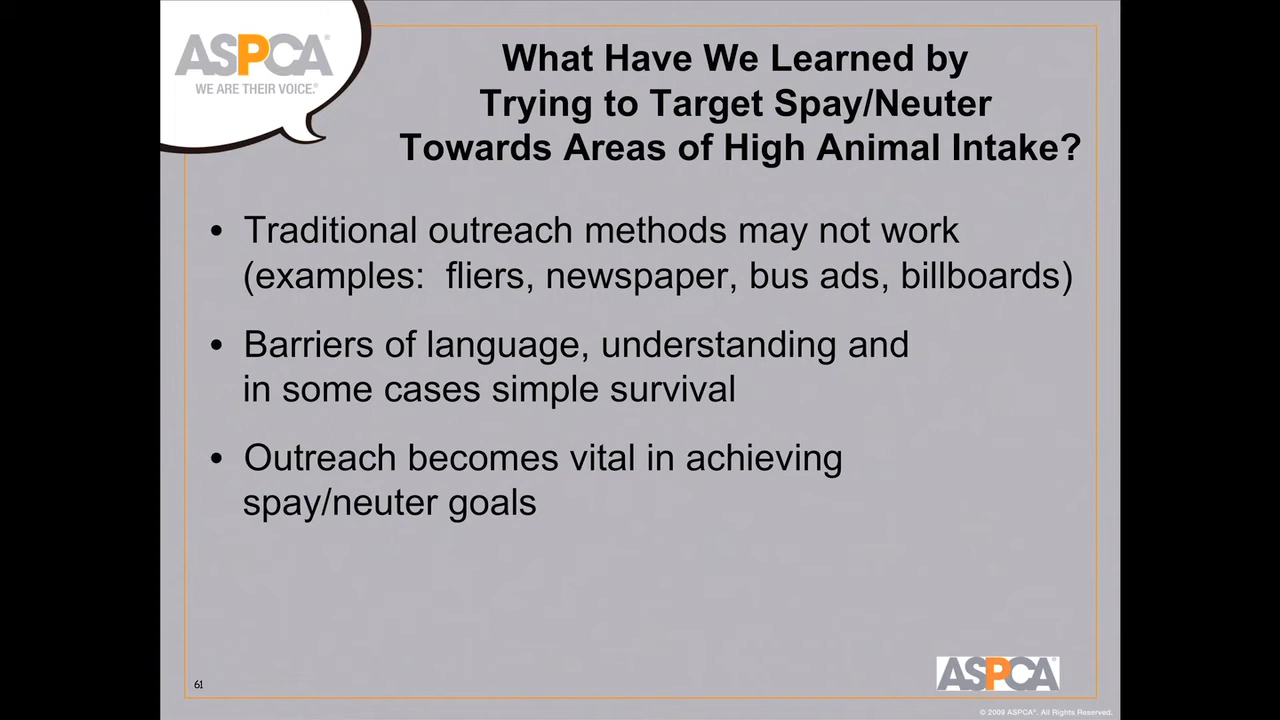 ASPCA®
WE ARE THEIR VOICE.®
What Have We Learned by
Trying to Target Spay/Neuter
Towards Areas of High Animal Intake?
• Traditional outreach methods may not work
(examples:  fliers, newspaper, bus ads, billboards)
• Barriers of language, understanding and
in some cases simple survival
• Outreach becomes vital in achieving
spay/neuter goals
61
ASPCA®
© 2009 ASPCA®. All Rights Reserved.